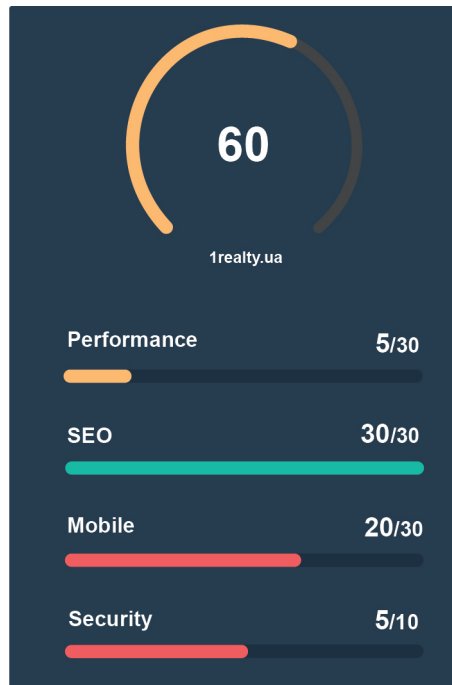 60
1realty.ua
Performance 5/30
SEO 30/30
Mobile 20/30
Security 5/10